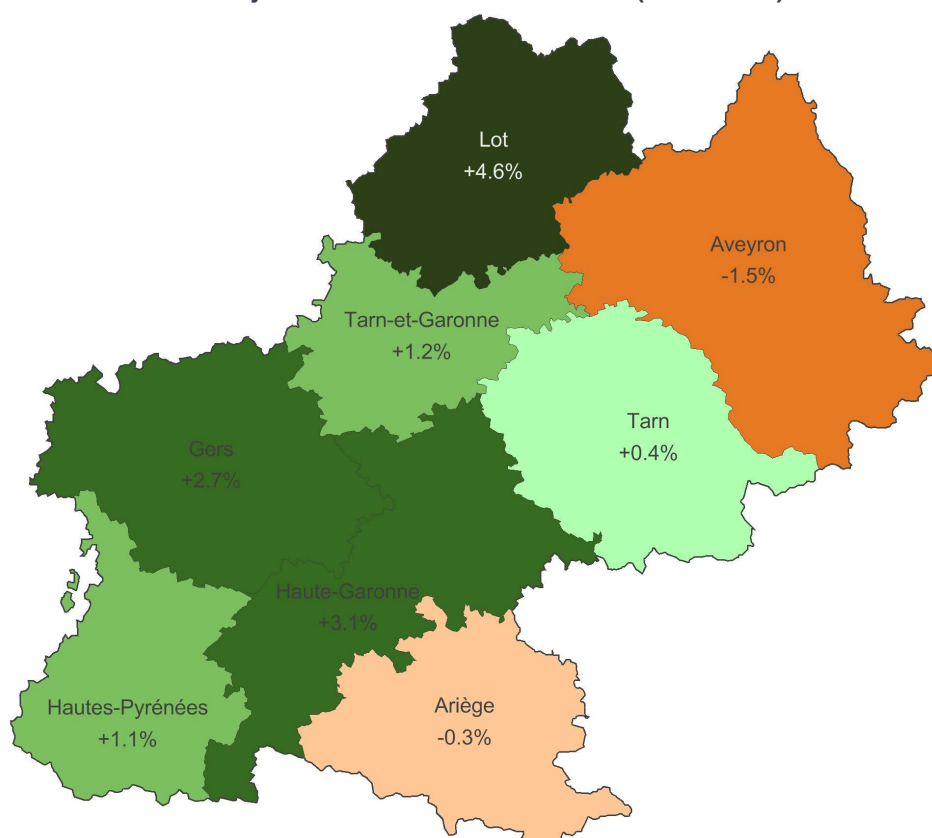 Lot
+4.6%
Aveyron
-1.5%
Tarn-et-Garonne
+1.2%
Tarn
+0.4%
Gers
+2.7%
Haute-Garonne
+3.1%
Hautes-Pyrénées
+1.1%
Ariège
-0.3%